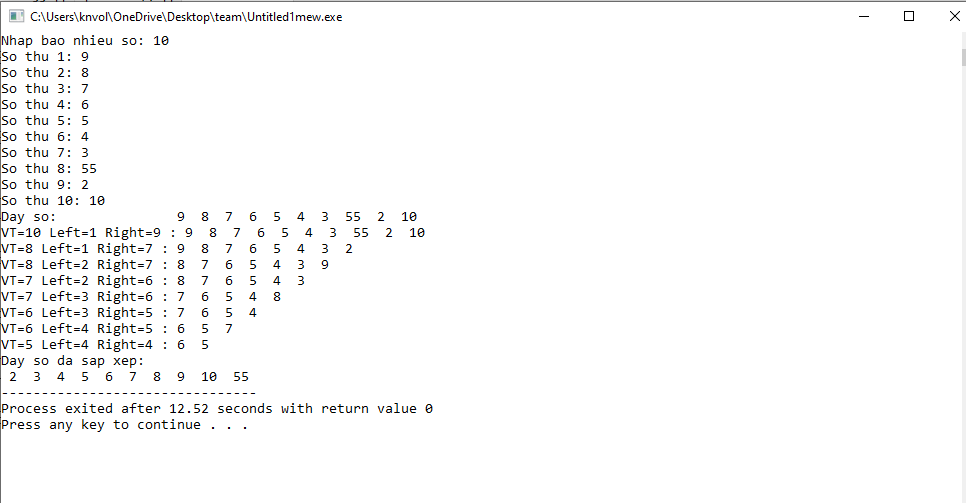 C:\Users\knvol\OneDrive\Desktop\team\Untitled1mew.exe
Nhap bao nhieu so: 10
So thu 1: 9
So thu 2: 8
So thu 3: 7
So thu 4: 6
So thu 5: 5
So thu 6: 4
So thu 7: 3
So thu 8: 55
So thu 9: 2
So thu 10: 10
Day so:               9  8  7  6  5  4  3  55  2  10
VT=10 Left=1 Right=9 : 9  8  7  6  5  4  3  55  2  10
VT=8 Left=1 Right=7 : 9  8  7  6  5  4  3  2
VT=8 Left=2 Right=7 : 8  7  6  5  4  3  9
VT=7 Left=2 Right=6 : 8  7  6  5  4  3
VT=7 Left=3 Right=6 : 7  6  5  4  8
VT=6 Left=3 Right=5 : 7  6  5  4
VT=6 Left=4 Right=5 : 6  5  7
VT=5 Left=4 Right=4 : 6  5
Day so da sap xep:
 2  3  4  5  6  7  8  9  10  55
--------------------------------
Process exited after 12.52 seconds with return value 0
Press any key to continue . . .